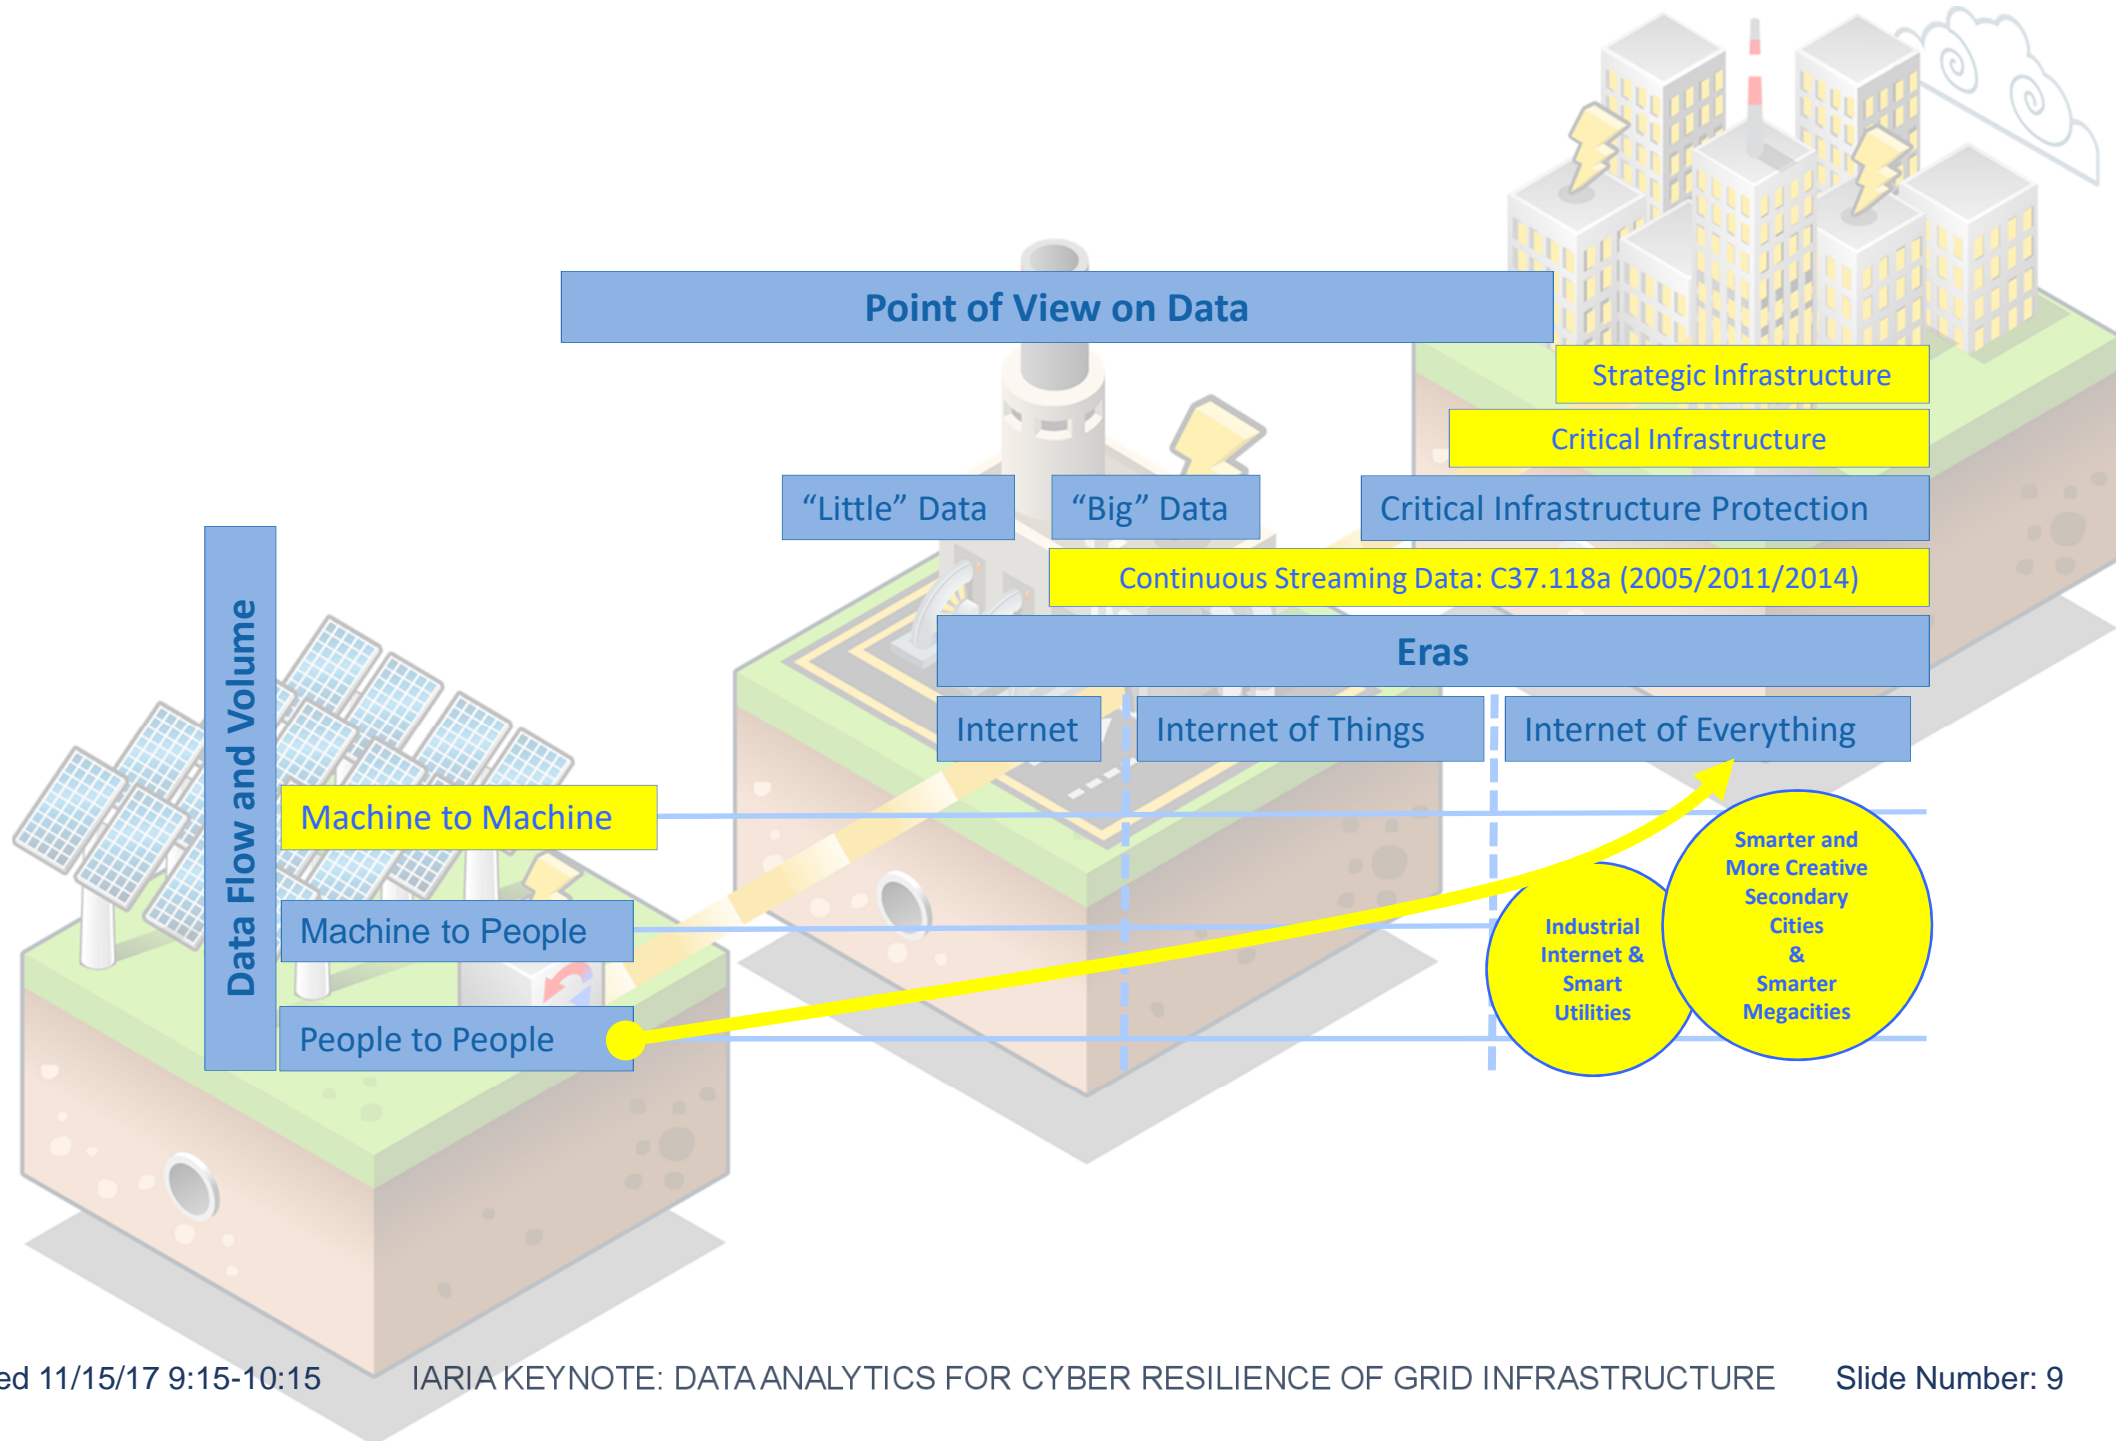 Point of View on Data
Strategic Infrastructure
Critical Infrastructure
“Little” Data
“Big” Data
Critical Infrastructure Protection
Continuous Streaming Data: C37.118a (2005/2011/2014)
Eras
Internet
Internet of Things
Internet of Everything
Data Flow and Volume
Machine to Machine
Machine to People
People to People
Industrial
Internet &
Smart
Utilities
Smarter and
More Creative
Secondary
Cities
&
Smarter
Megacities
ed 11/15/17 9:15-10:15
IARIA KEYNOTE: DATA ANALYTICS FOR CYBER RESILIENCE OF GRID INFRASTRUCTURE
Slide Number: 9